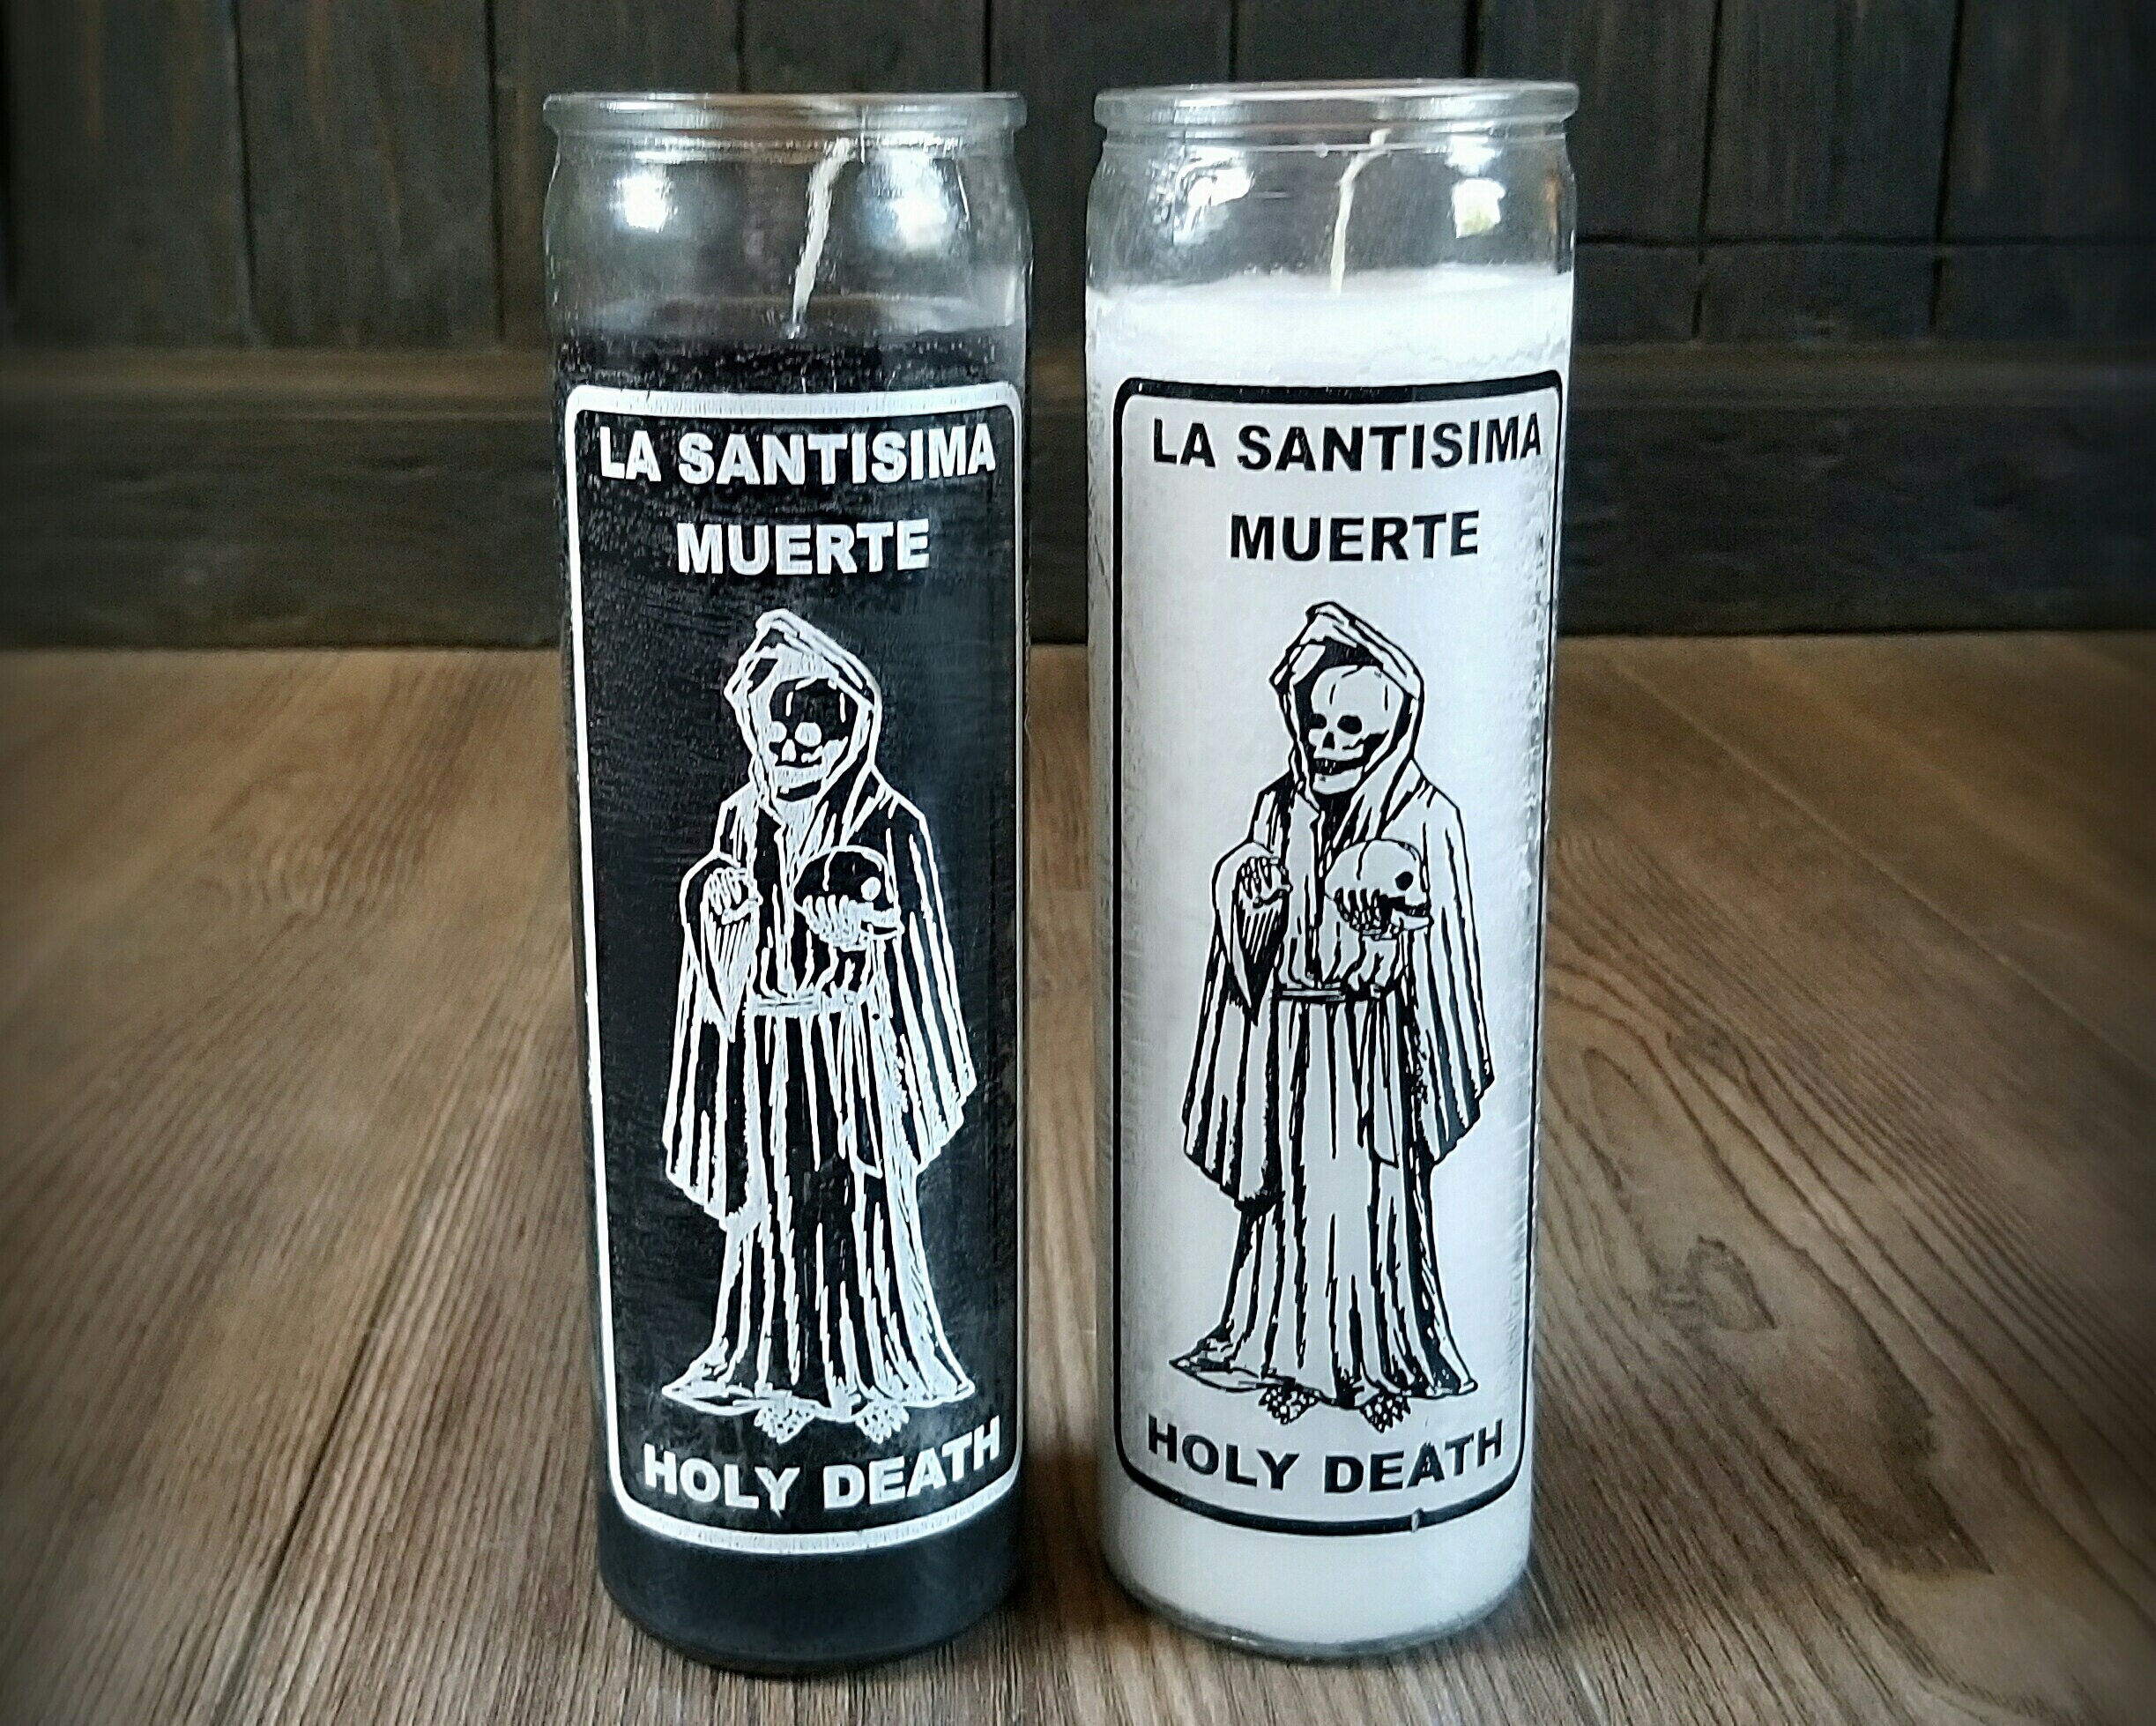 LA SANTISIMA
MUERTE
HOLY DEATH
LA SANTISIMA
MUERTE
HOLY DEATH